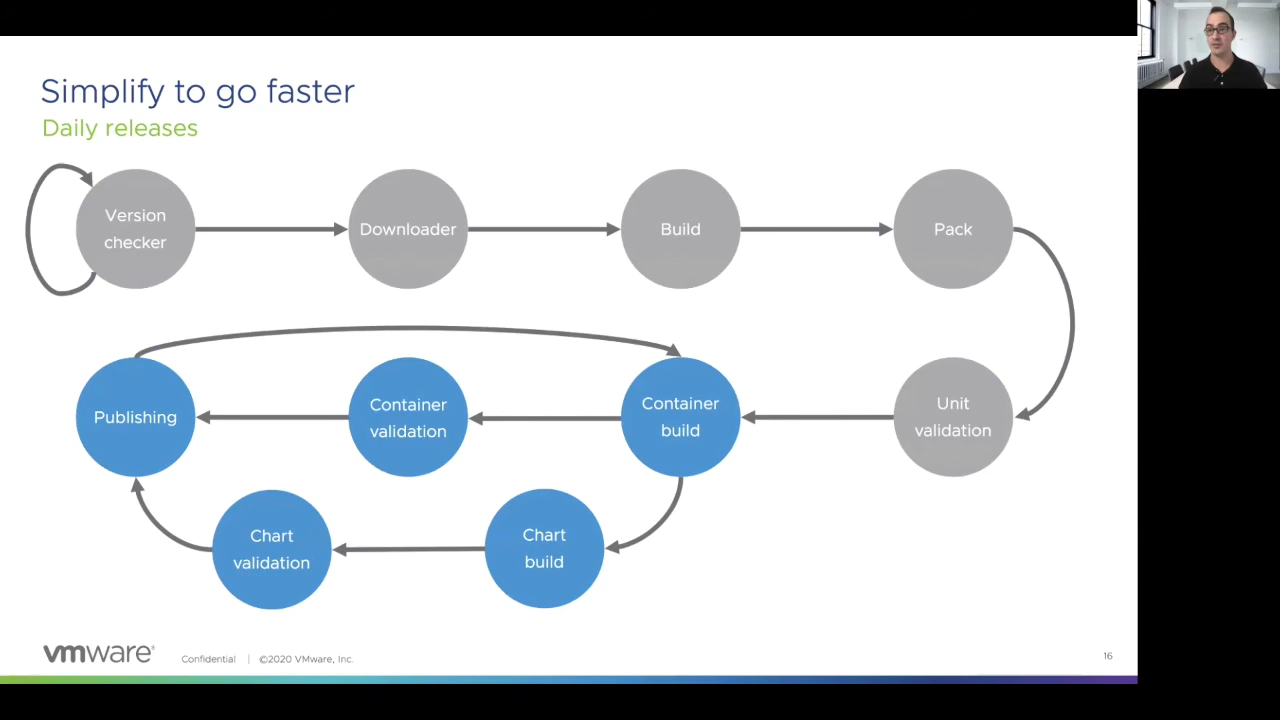 Simplify to go faster
Daily releases
Version
checker
Downloader
Build
Pack
Publishing
Container
validation
Container
build
Unit
validation
Chart
validation
Chart
build
vmware®
Confidential | ©2020 VMware, Inc.
16